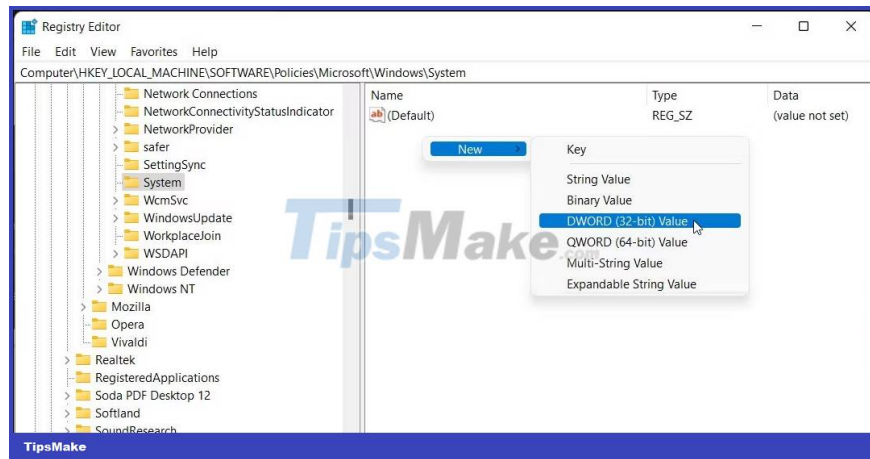 Registry Editor
File Edit View Favorites Help
Computer\HKEY_LOCAL_MACHINE\SOFTWARE\Policies\Microsoft\Windows\System
Network Connections
NetworkConnectivityStatusIndicator
NetworkProvider
safer
SettingSync
System
WcmSvc
WindowsUpdate
WorkplaceJoin
WSDAPI
Windows Defender
Windows NT
Mozilla
Opera
Vivaldi
Realtek
RegisteredApplications
Soda PDF Desktop 12
Softland
SoundResearch
Name Type Data
ab (Default) REG_SZ (value not set)
New
Key
String Value
Binary Value
DWORD (32-bit) Value
QWORD (64-bit) Value
Multi-String Value
Expandable String Value
TipsMake.com
TipsMake